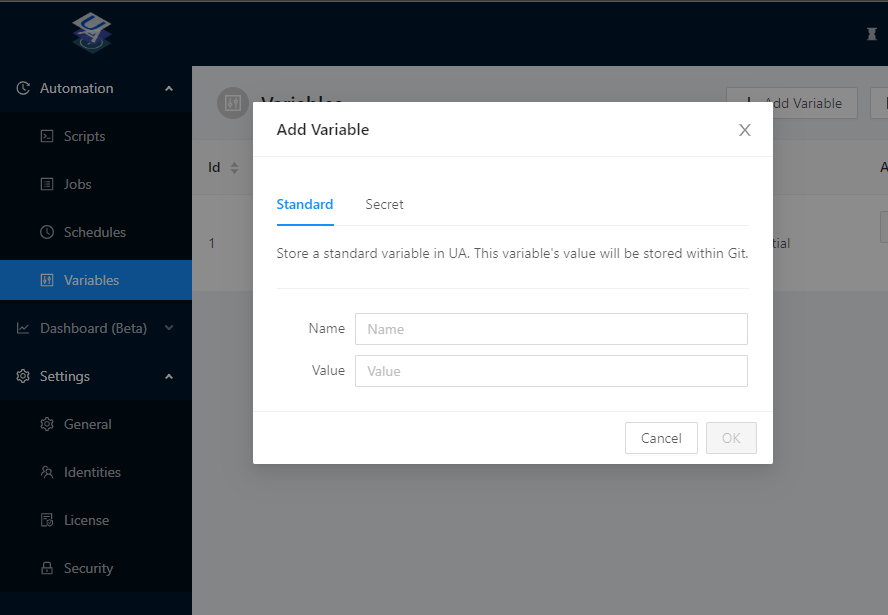 Automation
Scripts
Jobs
Schedules
Variables
Dashboard (Beta)
Settings
General
Identities
License
Security
Variables
Add Variable
Id
1
Add Variable
Standard
Secret
Store a standard variable in UA. This variable's value will be stored within Git.
Name
Name
Value
Value
Cancel
OK